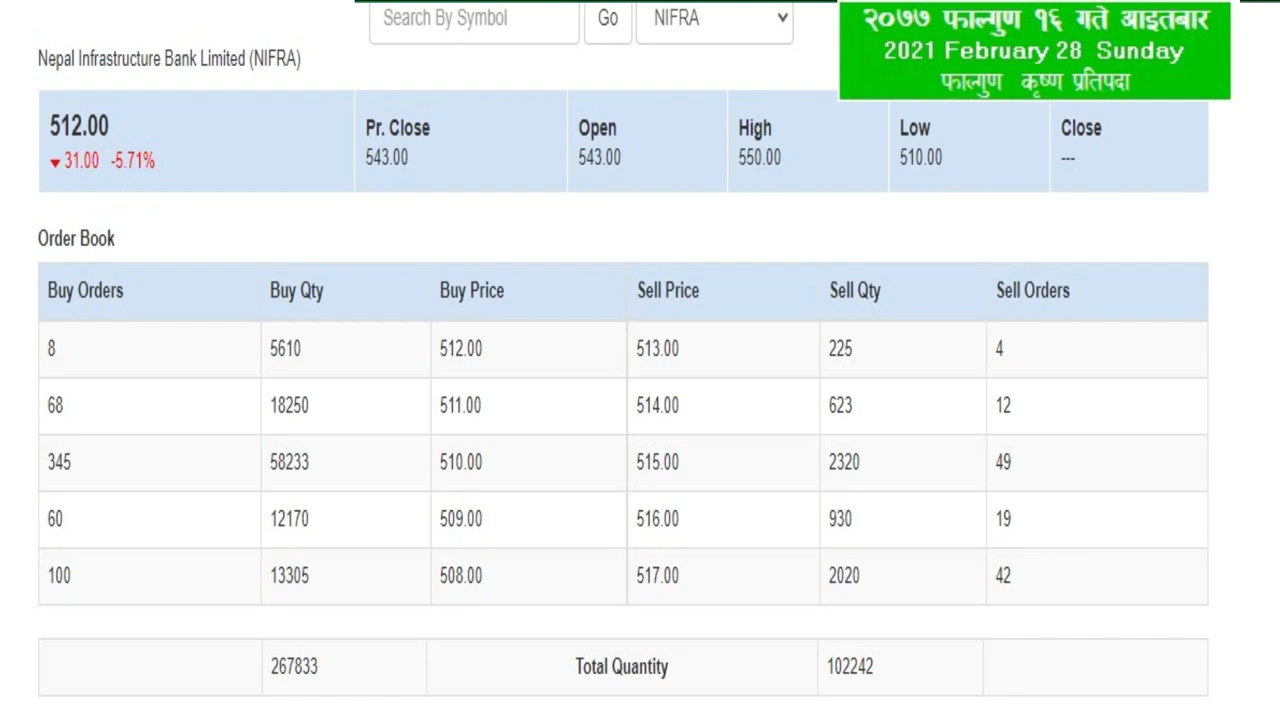 Search By Symbol Go NIFRA
२०७७ फाल्गुण १६ गते आइतबार
2021 February 28 Sunday
फाल्गुण कृष्ण प्रतिपदा
Nepal Infrastructure Bank Limited (NIFRA)
512.00 Pr. Close Open High Low Close
31.00 -5.71% 543.00 543.00 550.00 510.00 ---
Order Book
Buy Orders Buy Qty Buy Price Sell Price Sell Qty Sell Orders
8 5610 512.00 513.00 225 4
68 18250 511.00 514.00 623 12
345 58233 510.00 515.00 2320 49
60 12170 509.00 516.00 930 19
100 13305 508.00 517.00 2020 42
267833 Total Quantity 102242